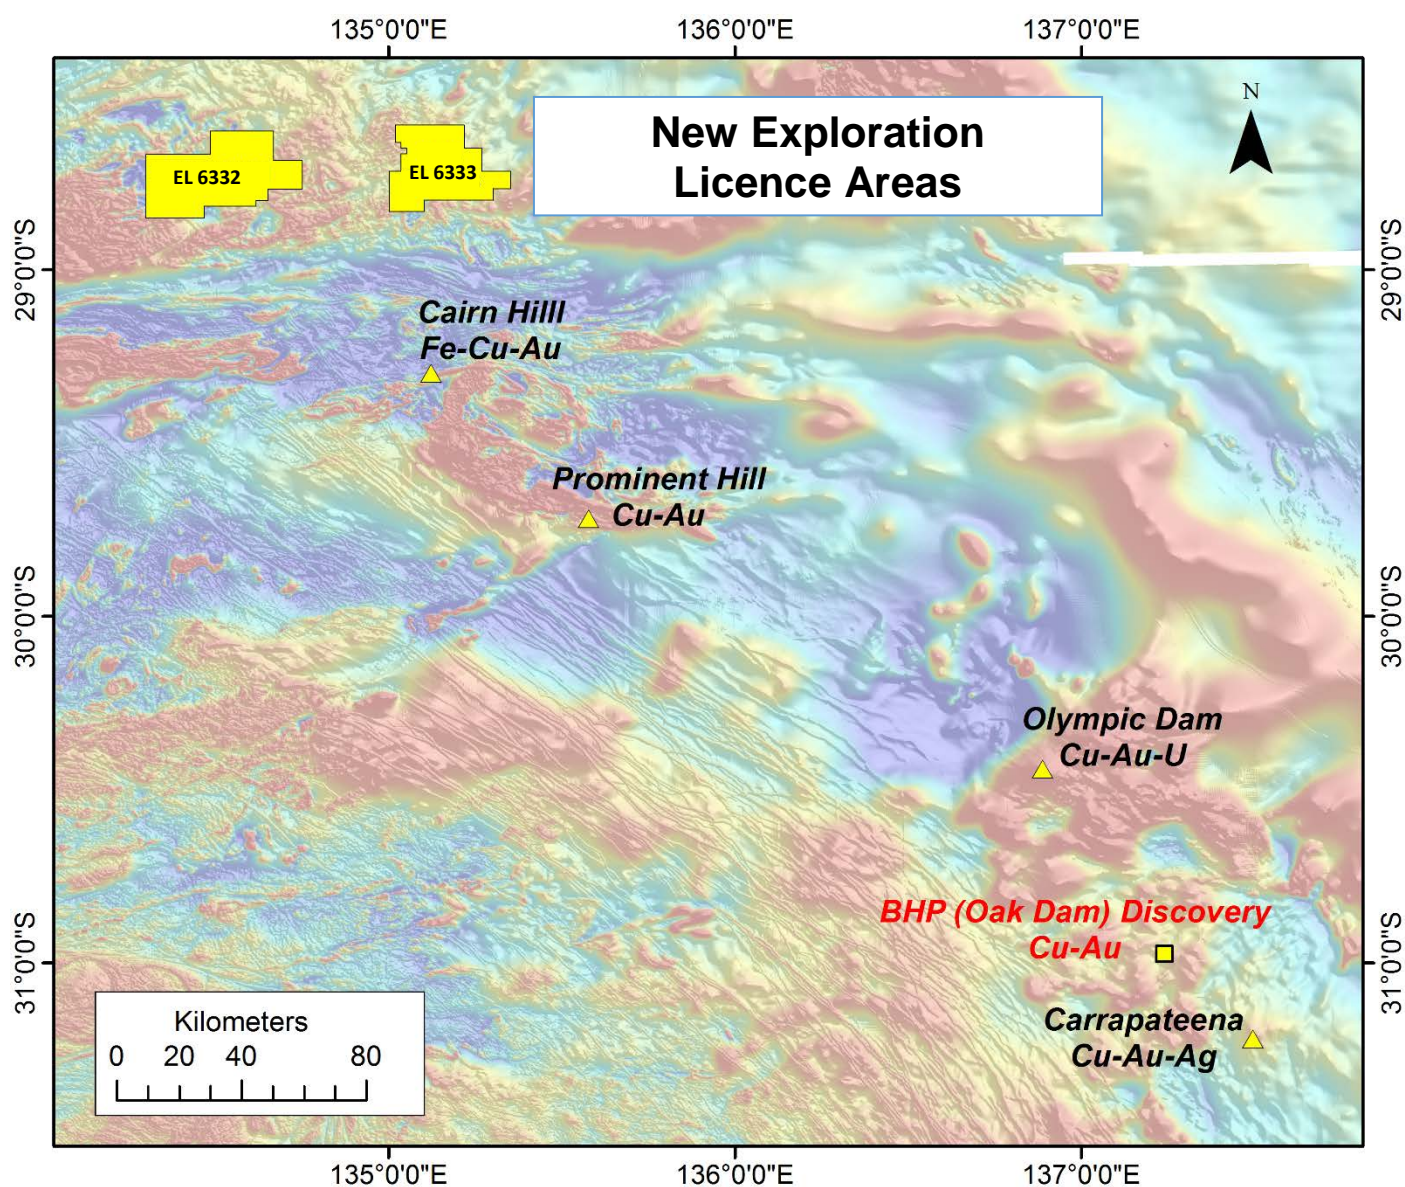 135°0'0"E 136°0'0"E 137°0'0"E
N
New Exploration
Licence Areas
EL 6332
EL 6333
29°0'0"S
29°0'0"S
Cairn Hilll
Fe-Cu-Au
Prominent Hill
Cu-Au
30°0'0"S
30°0'0"S
Olympic Dam
Cu-Au-U
BHP (Oak Dam) Discovery
Cu-Au
31°0'0"S
31°0'0"S
Carrapateena
Cu-Au-Ag
Kilometers
0 20 40 80
135°0'0"E 136°0'0"E 137°0'0"E